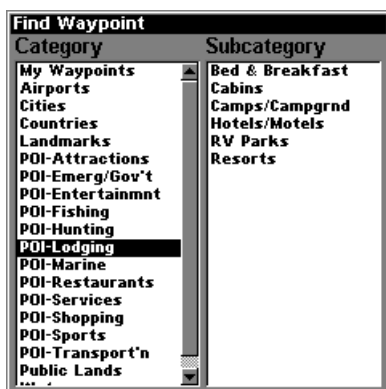 Find Waypoint
Category
Subcategory
My Waypoints
Airports
Cities
Countries
Landmarks
POI-Attractions
POI-Emerg/Gov't
POI-Entertainmnt
POI-Fishing
POI-Hunting
POI-Lodging
POI-Marine
POI-Restaurants
POI-Services
POI-Shopping
POI-Sports
POI-Transport'n
Public Lands
Bed & Breakfast
Cabins
Camps/Campgrnd
Hotels/Motels
RV Parks
Resorts